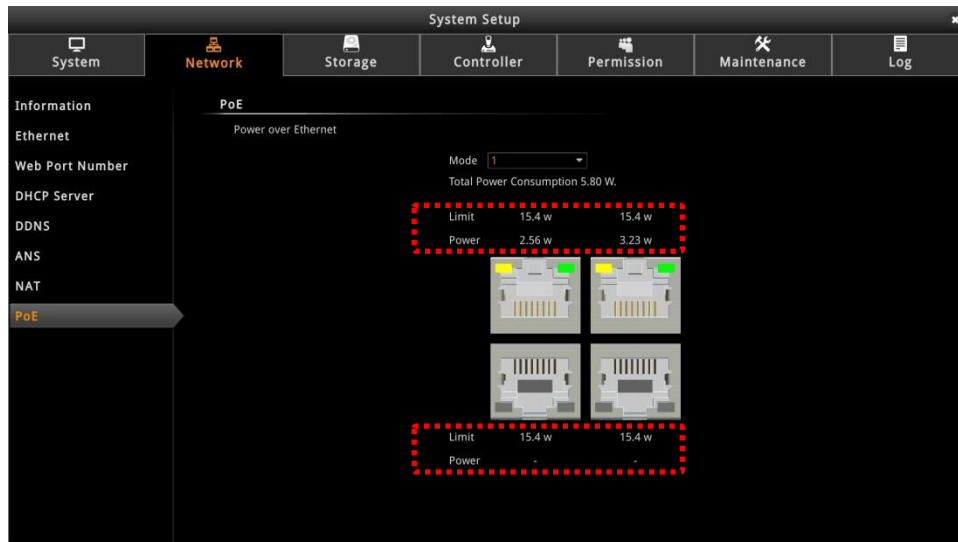 System Setup
System Network Storage Controller Permission Maintenance Log
Information
Ethernet
Web Port Number
DHCP Server
DDNS
ANS
NAT
PoE
PoE
Power over Ethernet
Mode 1
Total Power Consumption 5.80 W.
Limit 15.4 w 15.4 w
Power 2.56 w 3.23 w
Limit 15.4 w 15.4 w
Power - -